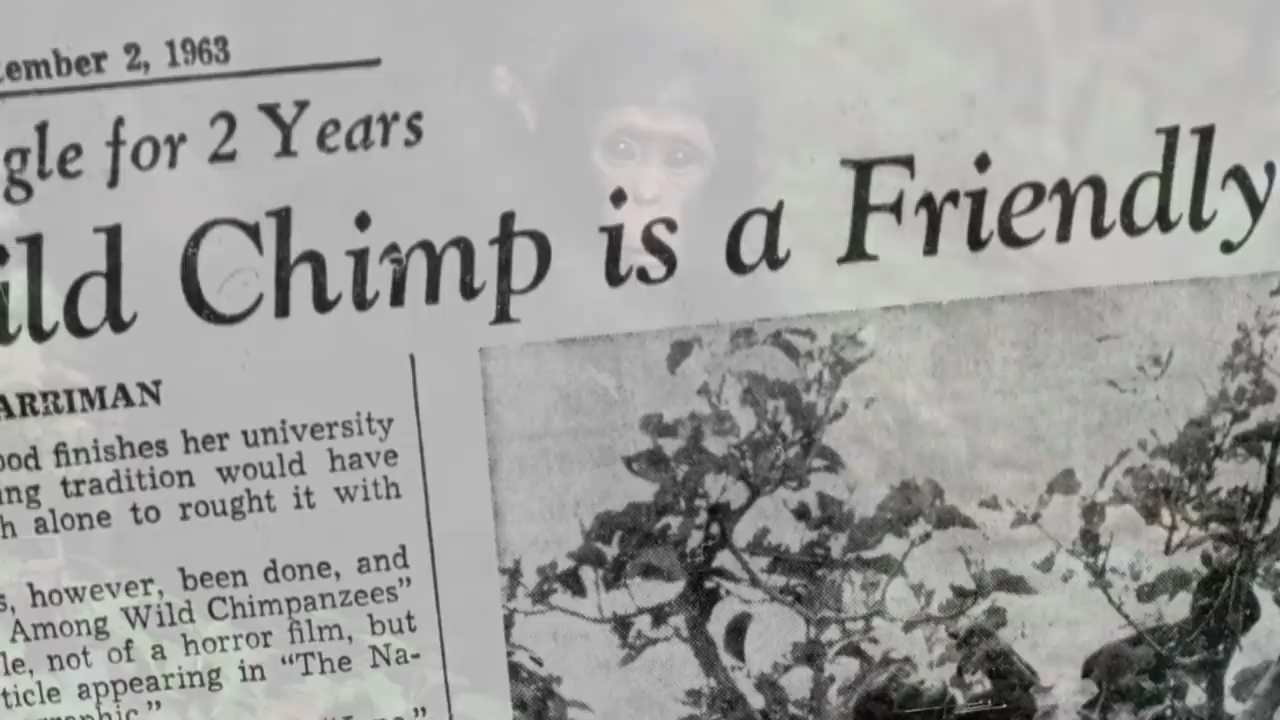 tember 2, 1963
gle for 2 Years
ild Chimp is a Friendly
ARRIMAN
ood finishes her university
ing tradition would have
h alone to rought it with
s, however, been done, and
Among Wild Chimpanzees”
le, not of a horror film, but
ticle appearing in “The Na-
graphic.”